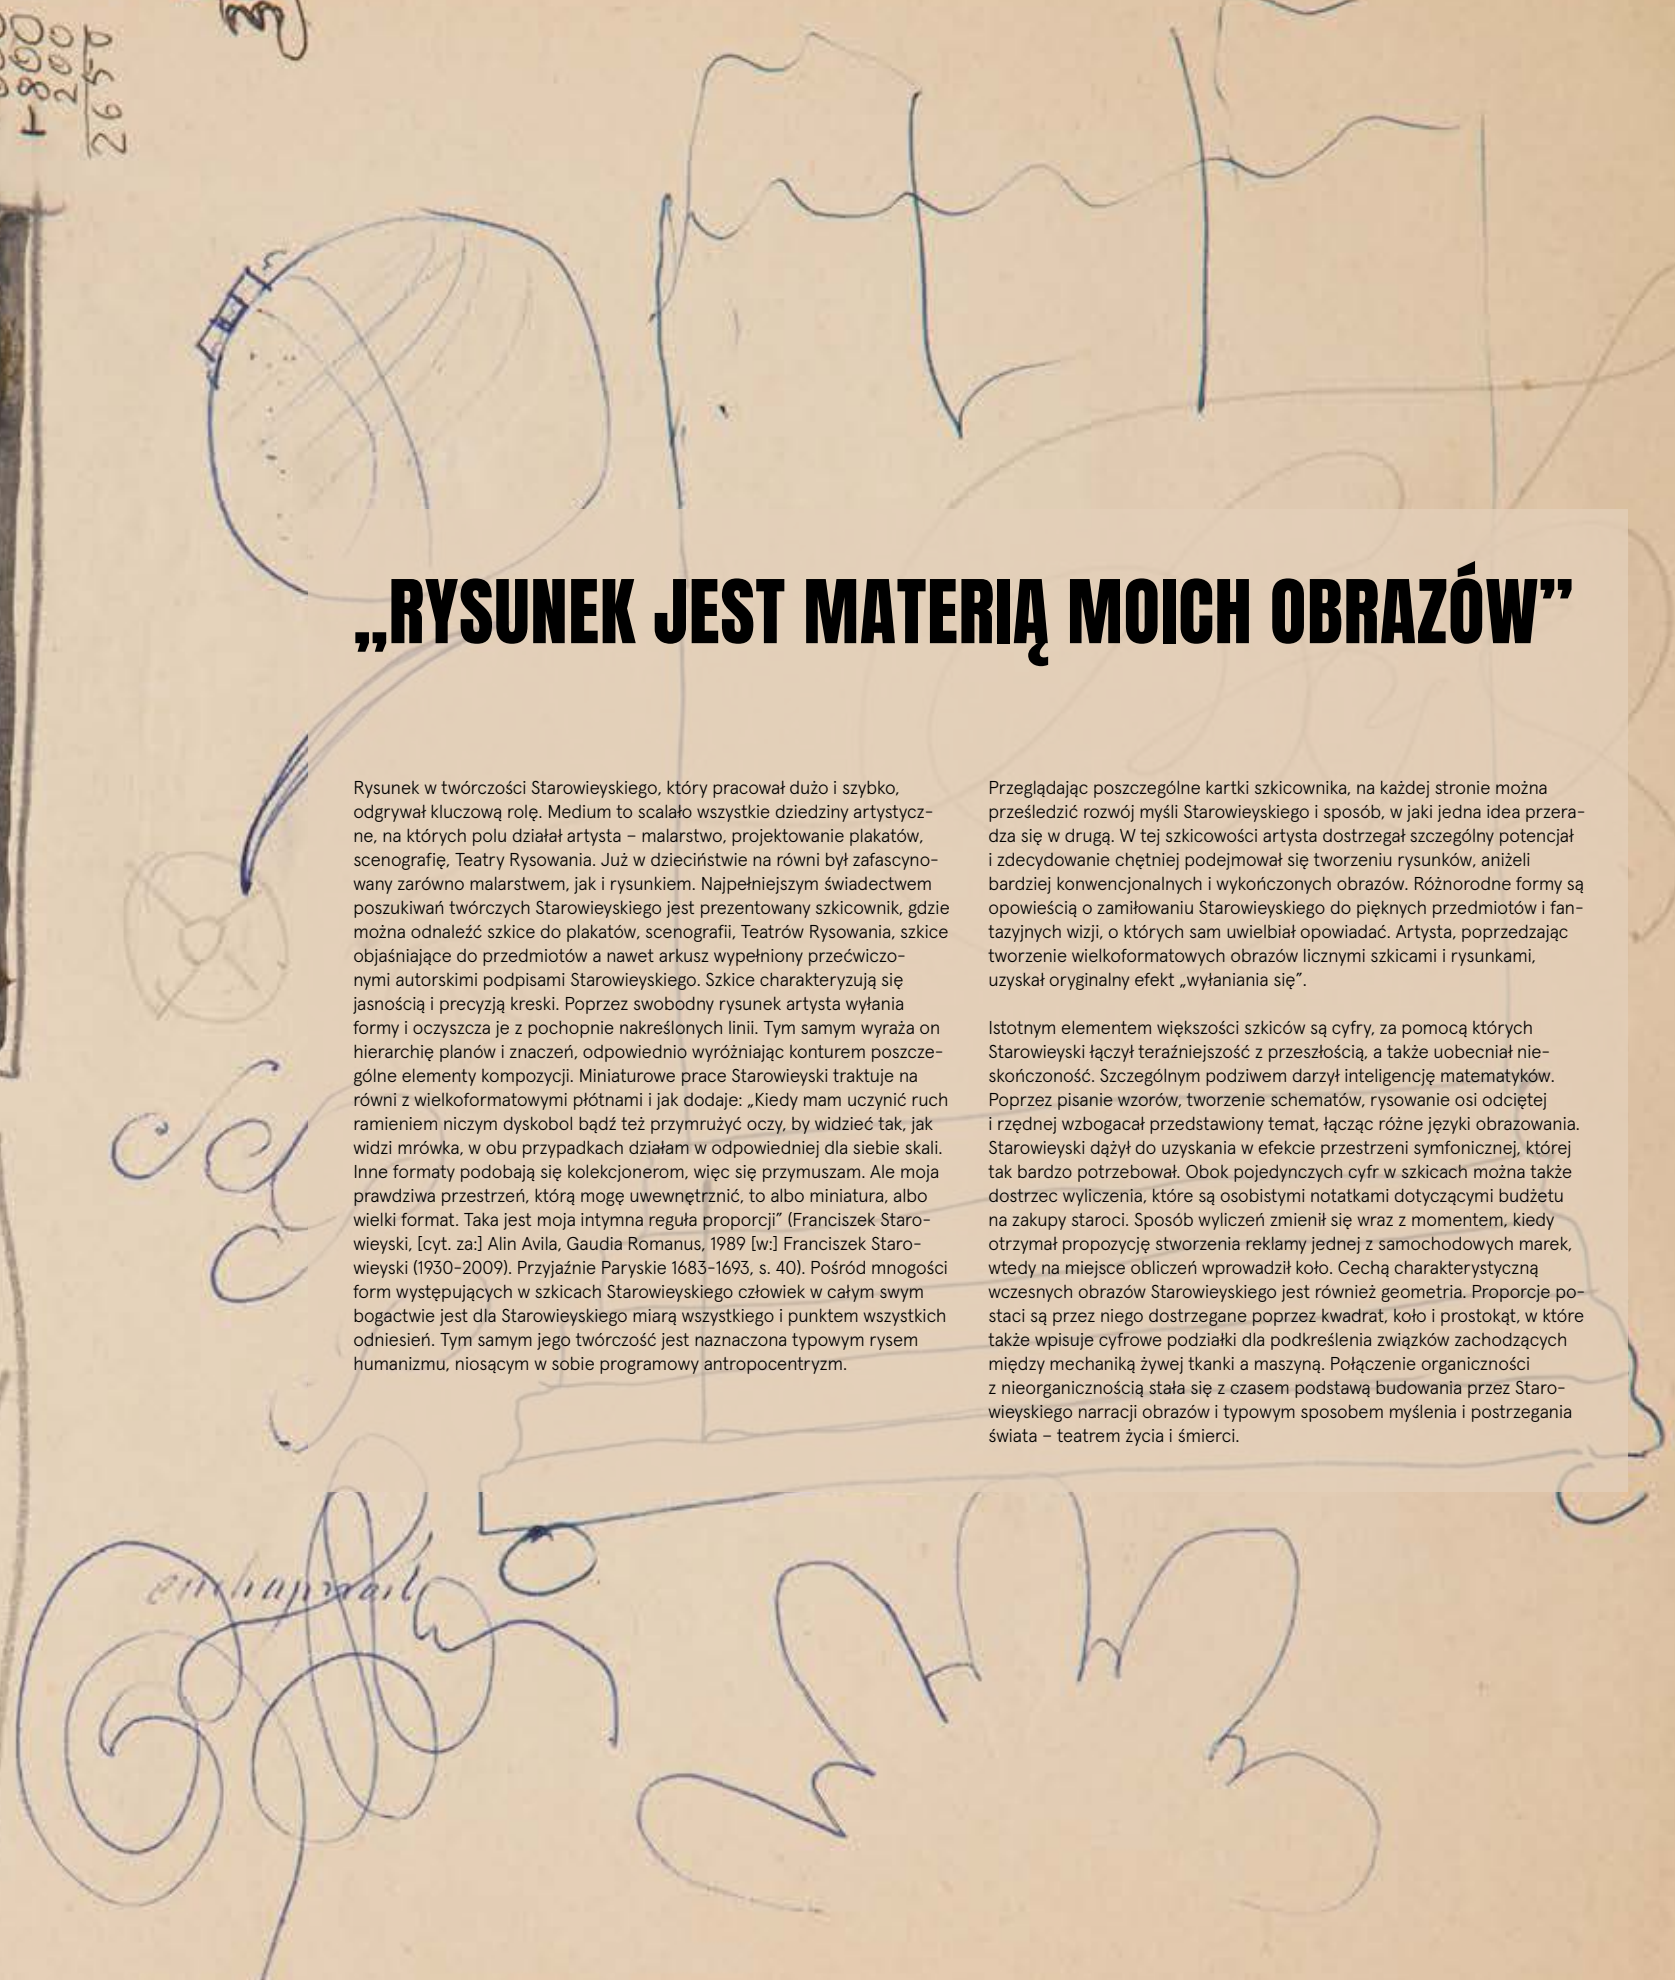 +800
200
2650
„RYSUNEK JEST MATERIĄ MOICH OBRAZÓW”
Rysunek w twórczości Starowieyskiego, który pracował dużo i szybko,
odgrywał kluczową rolę. Medium to scalało wszystkie dziedziny artystycz-
ne, na których polu działał artysta – malarstwo, projektowanie plakatów,
scenografię, Teatry Rysowania. Już w dzieciństwie na równi był zafascyno-
wany zarówno malarstwem, jak i rysunkiem. Najpełniejszym świadectwem
poszukiwań twórczych Starowieyskiego jest prezentowany szkicownik, gdzie
można odnaleźć szkice do plakatów, scenografii, Teatrów Rysowania, szkice
objaśniające do przedmiotów a nawet arkusz wypełniony przećwiczo-
nymi autorskimi podpisami Starowieyskiego. Szkice charakteryzują się
jasnością i precyzją kreski. Poprzez swobodny rysunek artysta wyłania
formy i oczyszcza je z pochopnie nakreślonych linii. Tym samym wyraża on
hierarchię planów i znaczeń, odpowiednio wyróżniając konturem poszcze-
gólne elementy kompozycji. Miniaturowe prace Starowieyski traktuje na
równi z wielkoformatowymi płótnami i jak dodaje: „Kiedy mam uczynić ruch
ramieniem niczym dyskobol bądź też przymrużyć oczy, by widzieć tak, jak
widzi mrówka, w obu przypadkach działam w odpowiedniej dla siebie skali.
Inne formaty podobają się kolekcjonerom, więc się przymuszam. Ale moja
prawdziwa przestrzeń, którą mogę uwewnętrznić, to albo miniatura, albo
wielki format. Taka jest moja intymna reguła proporcji” (Franciszek Staro-
wieyski, [cyt. za:] Alin Avila, Gaudia Romanus, 1989 [w:] Franciszek Staro-
wieyski (1930-2009). Przyjaźnie Paryskie 1683-1693, s. 40). Pośród mnogości
form występujących w szkicach Starowieyskiego człowiek w całym swym
bogactwie jest dla Starowieyskiego miarą wszystkiego i punktem wszystkich
odniesień. Tym samym jego twórczość jest naznaczona typowym rysem
humanizmu, niosącym w sobie programowy antropocentryzm.
Przeglądając poszczególne kartki szkicownika, na każdej stronie można
prześledzić rozwój myśli Starowieyskiego i sposób, w jaki jedna idea przera-
dza się w drugą. W tej szkicowości artysta dostrzegał szczególny potencjał
i zdecydowanie chętniej podejmował się tworzeniu rysunków, aniżeli
bardziej konwencjonalnych i wykończonych obrazów. Różnorodne formy są
opowieścią o zamiłowaniu Starowieyskiego do pięknych przedmiotów i fan-
tazyjnych wizji, o których sam uwielbiał opowiadać. Artysta, poprzedzając
tworzenie wielkoformatowych obrazów licznymi szkicami i rysunkami,
uzyskał oryginalny efekt „wyłaniania się”.
Istotnym elementem większości szkiców są cyfry, za pomocą których
Starowieyski łączył teraźniejszość z przeszłością, a także uobecniał nie-
skończoność. Szczególnym podziwem darzył inteligencję matematyków.
Poprzez pisanie wzorów, tworzenie schematów, rysowanie osi odciętej
i rzędnej wzbogacał przedstawiony temat, łącząc różne języki obrazowania.
Starowieyski dążył do uzyskania w efekcie przestrzeni symfonicznej, której
tak bardzo potrzebował. Obok pojedynczych cyfr w szkicach można także
dostrzec wyliczenia, które są osobistymi notatkami dotyczącymi budżetu
na zakupy staroci. Sposób wyliczeń zmienił się wraz z momentem, kiedy
otrzymał propozycję stworzenia reklamy jednej z samochodowych marek,
wtedy na miejsce obliczeń wprowadził koło. Cechą charakterystyczną
wczesnych obrazów Starowieyskiego jest również geometria. Proporcje po-
staci są przez niego dostrzegane poprzez kwadrat, koło i prostokąt, w które
także wpisuje cyfrowe podziałki dla podkreślenia związków zachodzących
między mechaniką żywej tkanki a maszyną. Połączenie organiczności
z nieorganicznością stała się z czasem podstawą budowania przez Staro-
wieyskiego narracji obrazów i typowym sposobem myślenia i postrzegania
świata – teatrem życia i śmierci.